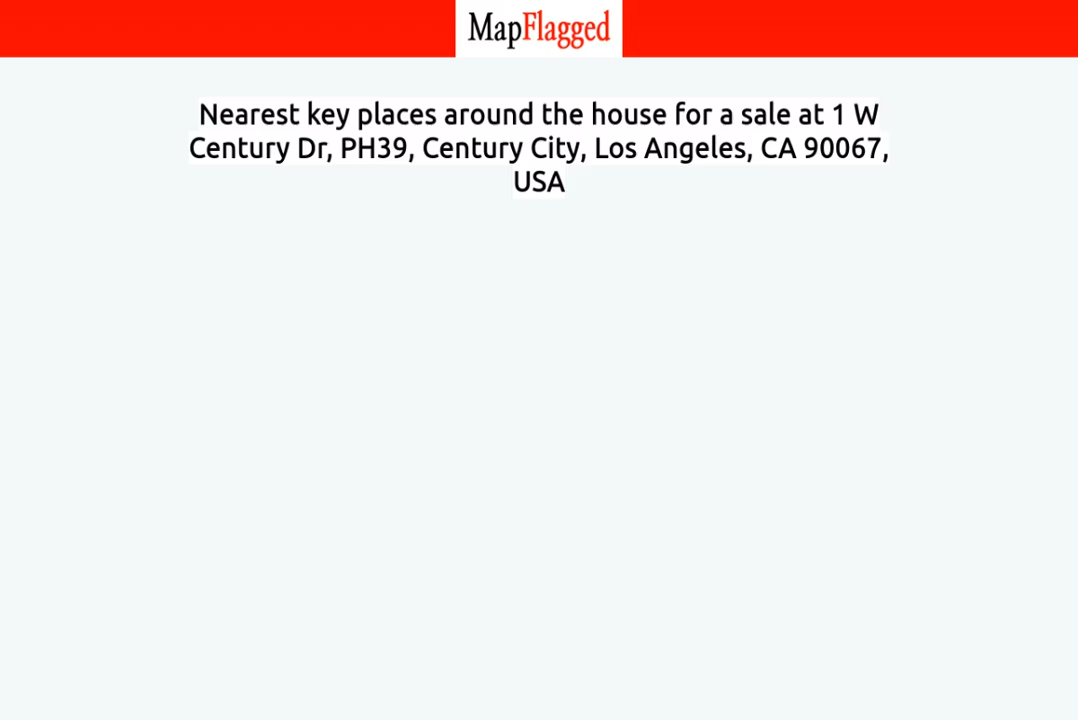 MapFlagged
Nearest key places around the house for a sale at 1 W
Century Dr, PH39, Century City, Los Angeles, CA 90067,
USA